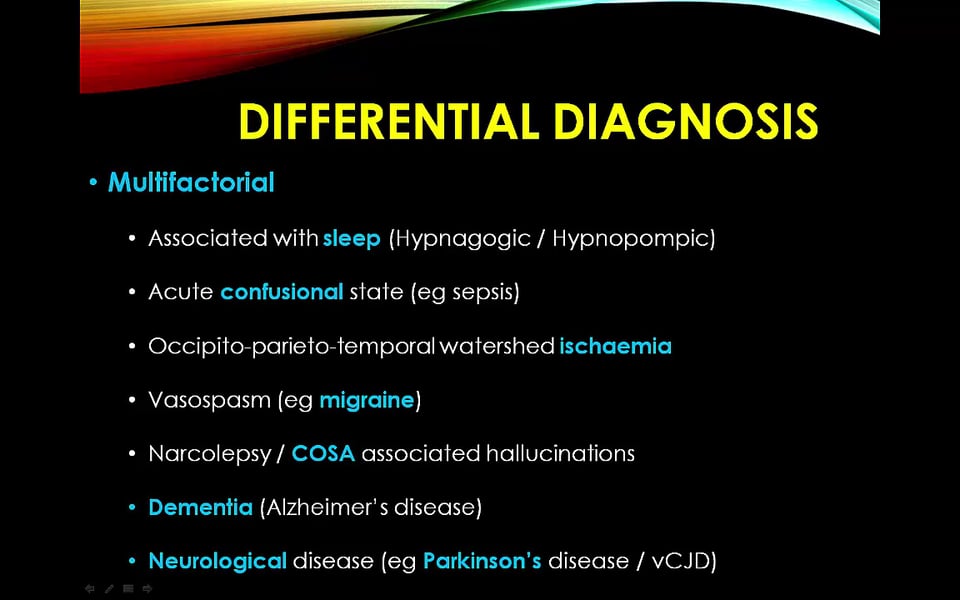 DIFFERENTIAL DIAGNOSIS
• Multifactorial
• Associated with sleep (Hypnagogic / Hypnopompic)
• Acute confusional state (eg sepsis)
• Occipito-parieto-temporal watershed ischaemia
• Vasospasm (eg migraine)
• Narcolepsy / COSA associated hallucinations
• Dementia (Alzheimer's disease)
• Neurological disease (eg Parkinson's disease / vCJD)